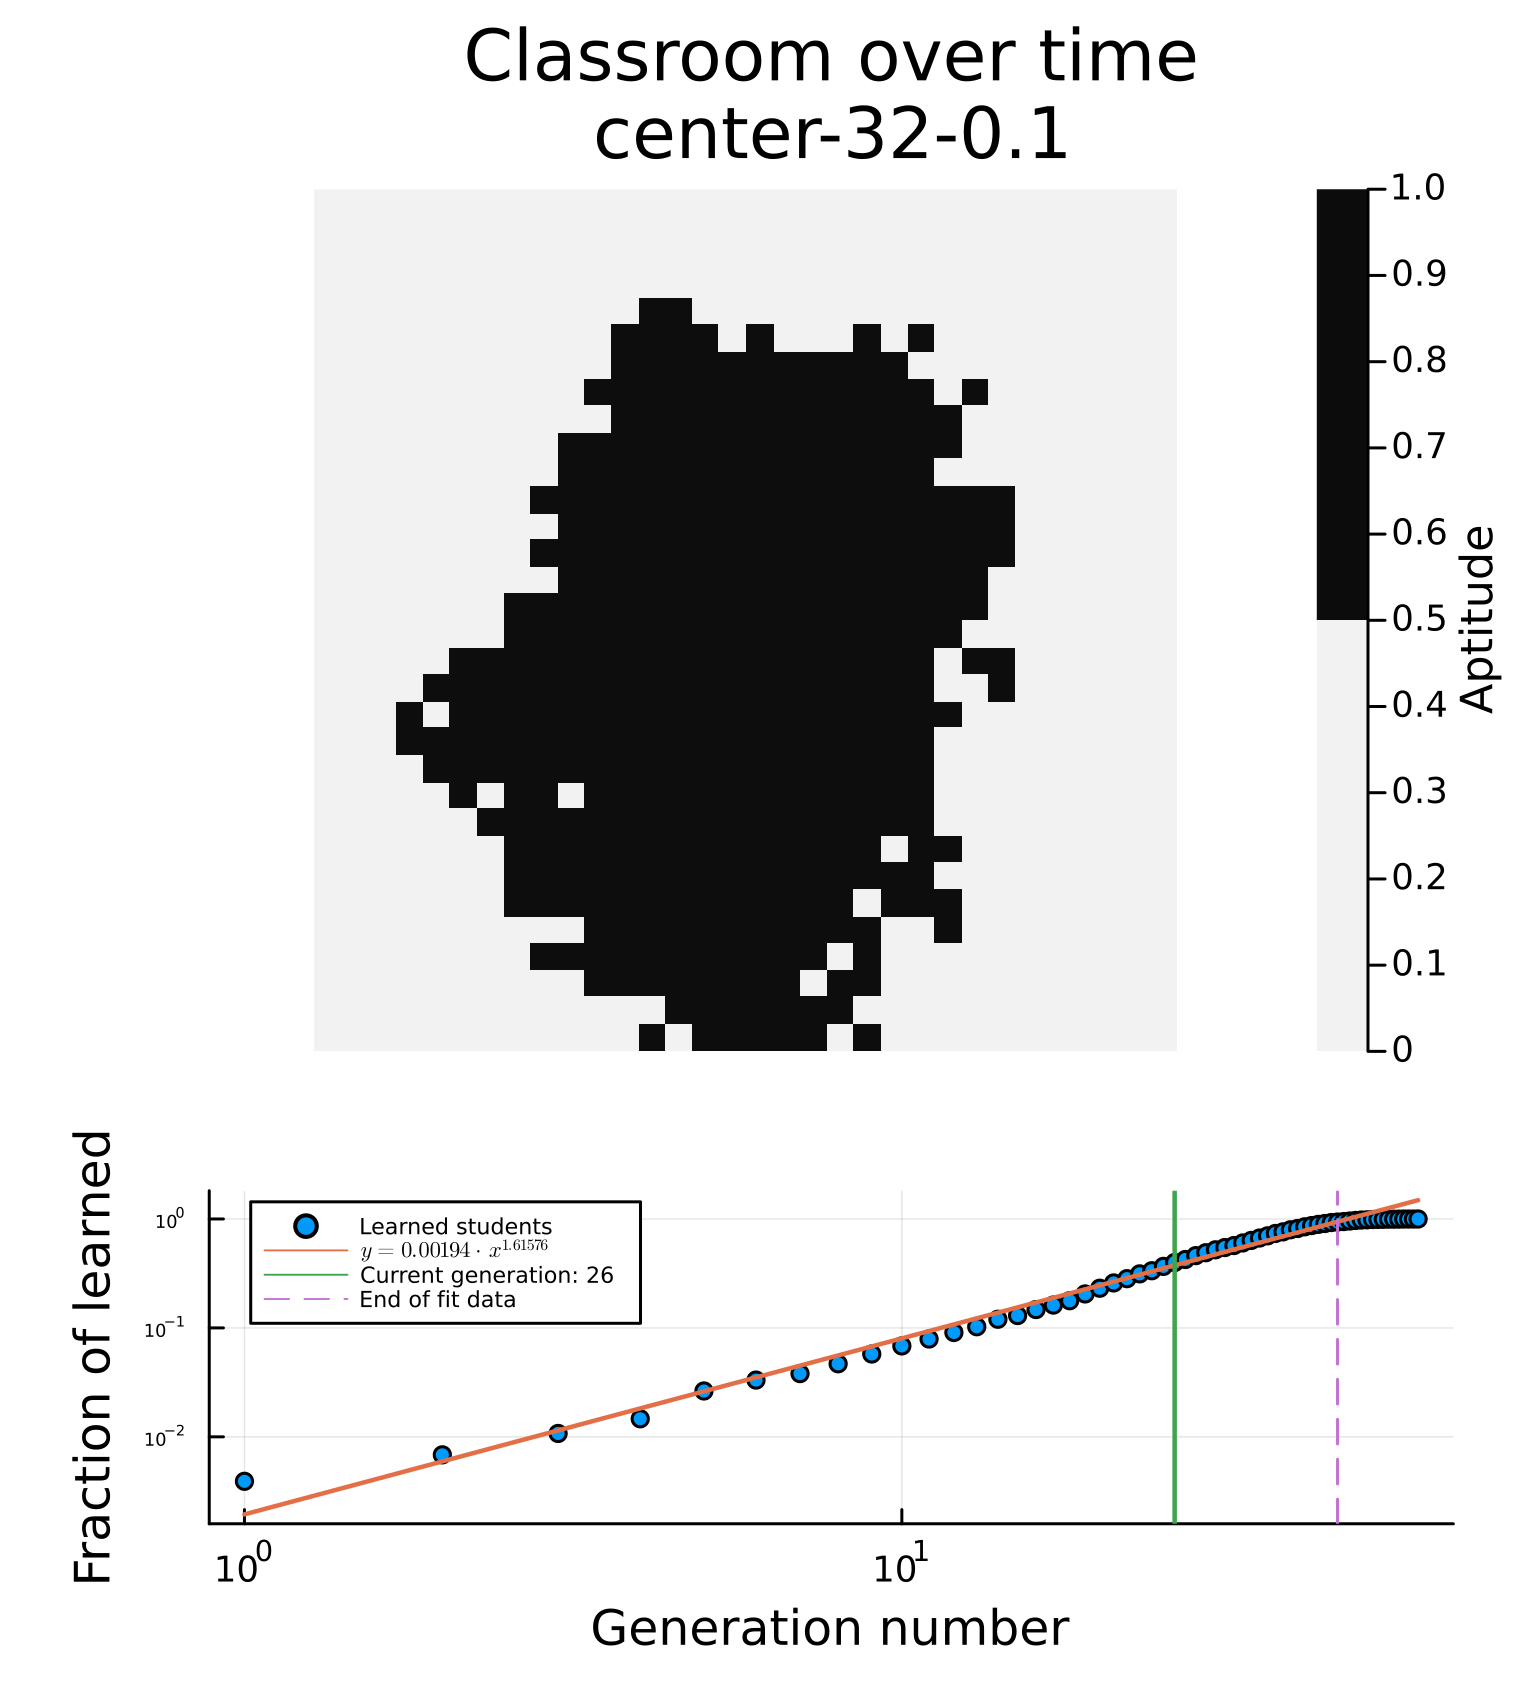 Classroom over time
center-32-0.1
1.0
0.9
0.8
0.7
0.6
0.5
0.4
0.3
0.2
0.1
0
Aptitude
Fraction of learned
10⁰
10⁻¹
10⁻²
Learned students
y = 0.00194 · x^1.61576
Current generation: 26
End of fit data
10⁰
10¹
Generation number